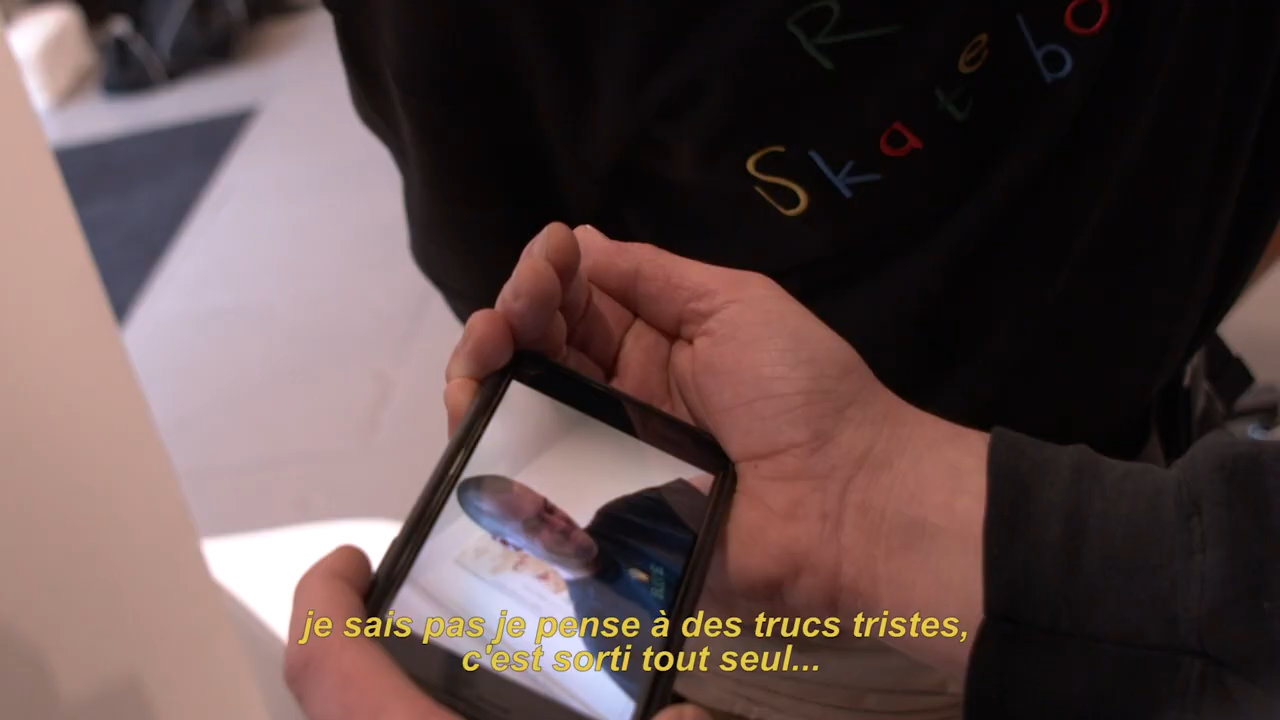 R
Skatebo
je sais pas je pense à des trucs tristes,
c'est sorti tout seul...